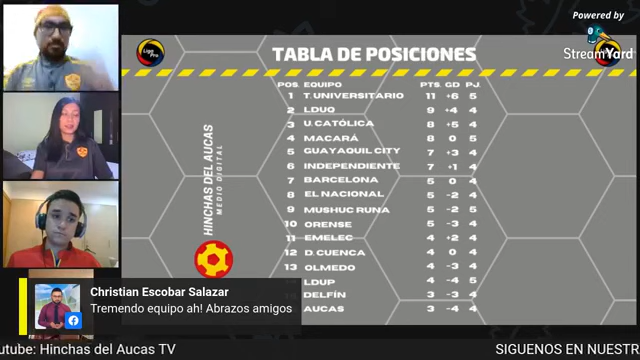 Powered by
StreamYard
Liga Pro
TABLA DE POSICIONES
POS EQUIPO PTS GD PJ
1 T. UNIVERSITARIO 11 +6 5
2 LDUQ 9 +4 4
3 U. CATÓLICA 8 +5 4
4 MACARÁ 8 0 5
5 GUAYAQUIL CITY 7 +3 4
6 INDEPENDIENTE 7 +1 4
7 BARCELONA 5 0 4
8 EL NACIONAL 5 -2 4
9 MUSHUC RUNA 5 -2 5
10 ORENSE 5 -3 4
11 EMELEC 4 +2 4
12 D. CUENCA 4 0 4
13 OLMEDO 4 -3 4
LDUP 4 -4 5
DELFÍN 3 -3 4
AUCAS 3 -4 4
HINCHAS DEL AUCAS
MEDIO DIGITAL
Christian Escobar Salazar
Tremendo equipo ah! Abrazos amigos
utube: Hinchas del Aucas TV
SIGUENOS EN NUESTR